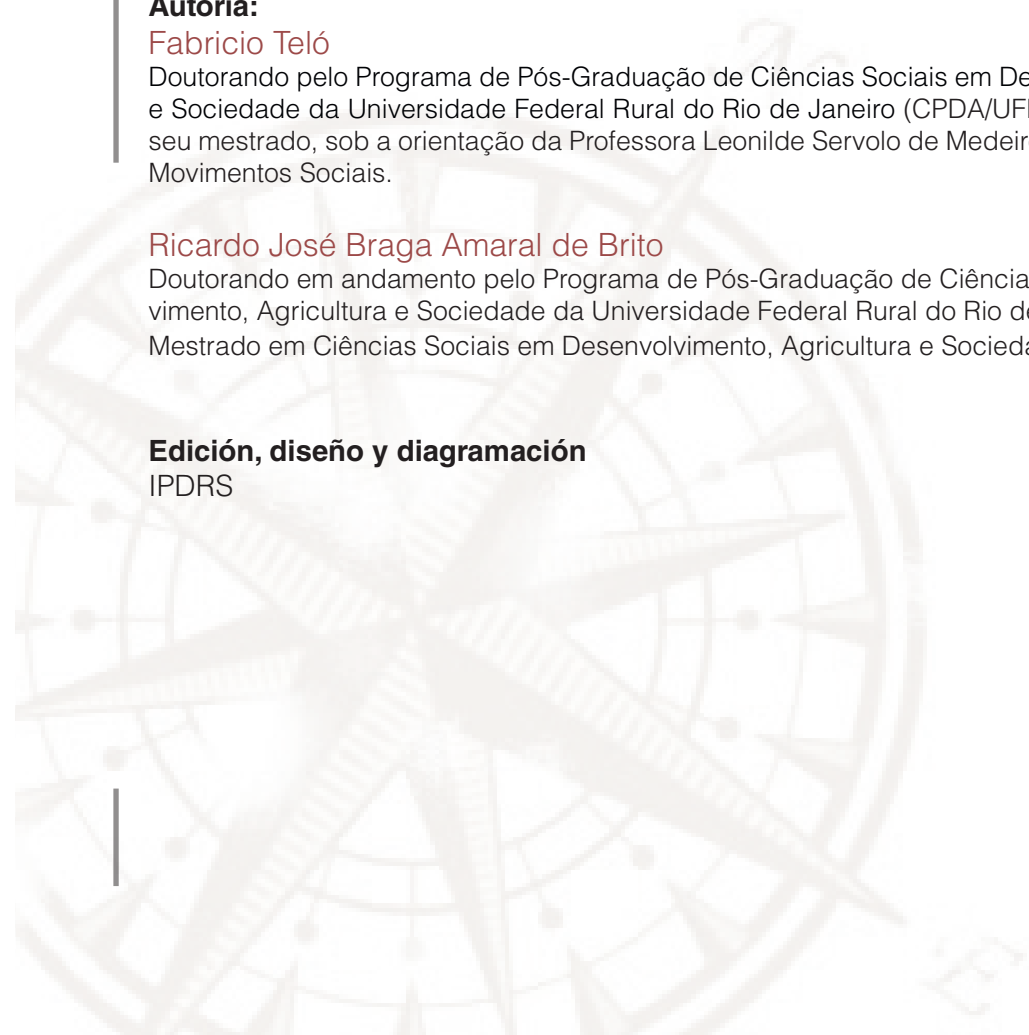 Autoria:
Fabricio Teló
Doutorando pelo Programa de Pós-Graduação de Ciências Sociais em De
e Sociedade da Universidade Federal Rural do Rio de Janeiro (CPDA/UF
seu mestrado, sob a orientação da Professora Leonilde Servolo de Medeir
Movimentos Sociais.
Ricardo José Braga Amaral de Brito
Doutorando em andamento pelo Programa de Pós-Graduação de Ciência
vimento, Agricultura e Sociedade da Universidade Federal Rural do Rio de
Mestrado em Ciências Sociais em Desenvolvimento, Agricultura e Socieda
Edición, diseño y diagramación
IPDRS